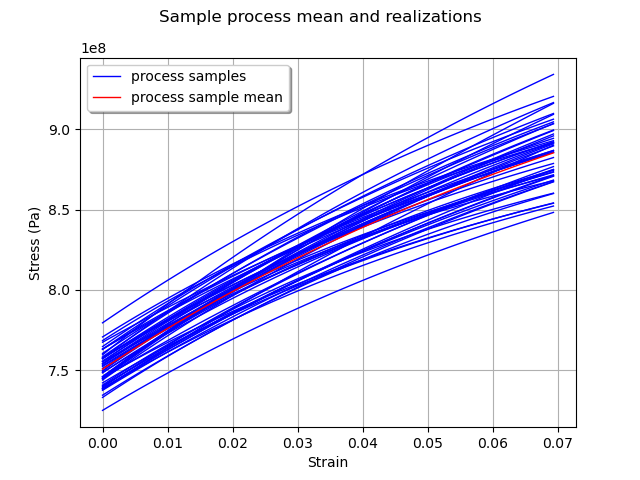 Sample process mean and realizations
1e8
process samples
process sample mean
9.0
8.5
8.0
7.5
Stress (Pa)
0.00 0.01 0.02 0.03 0.04 0.05 0.06 0.07
Strain